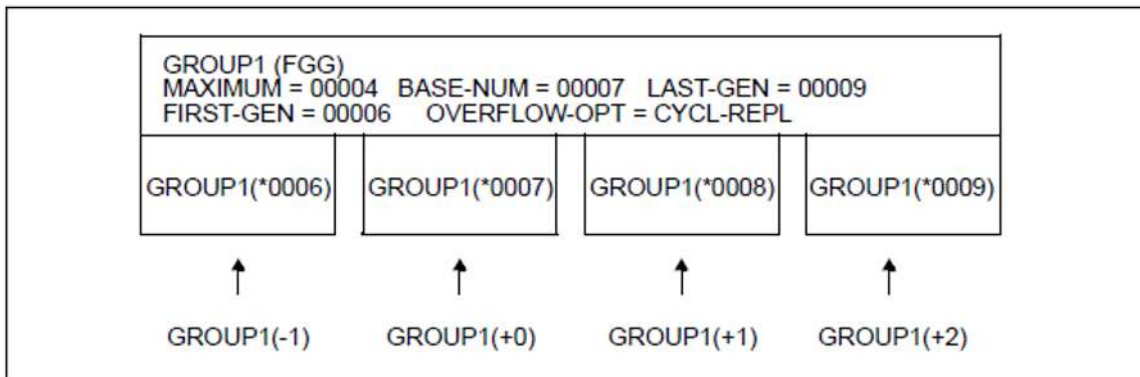 GROUP1 (FGG)
MAXIMUM = 00004 BASE-NUM = 00007 LAST-GEN = 00009
FIRST-GEN = 00006 OVERFLOW-OPT = CYCL-REPL
GROUP1(*0006) GROUP1(*0007) GROUP1(*0008) GROUP1(*0009)
GROUP1(-1) GROUP1(+0) GROUP1(+1) GROUP1(+2)